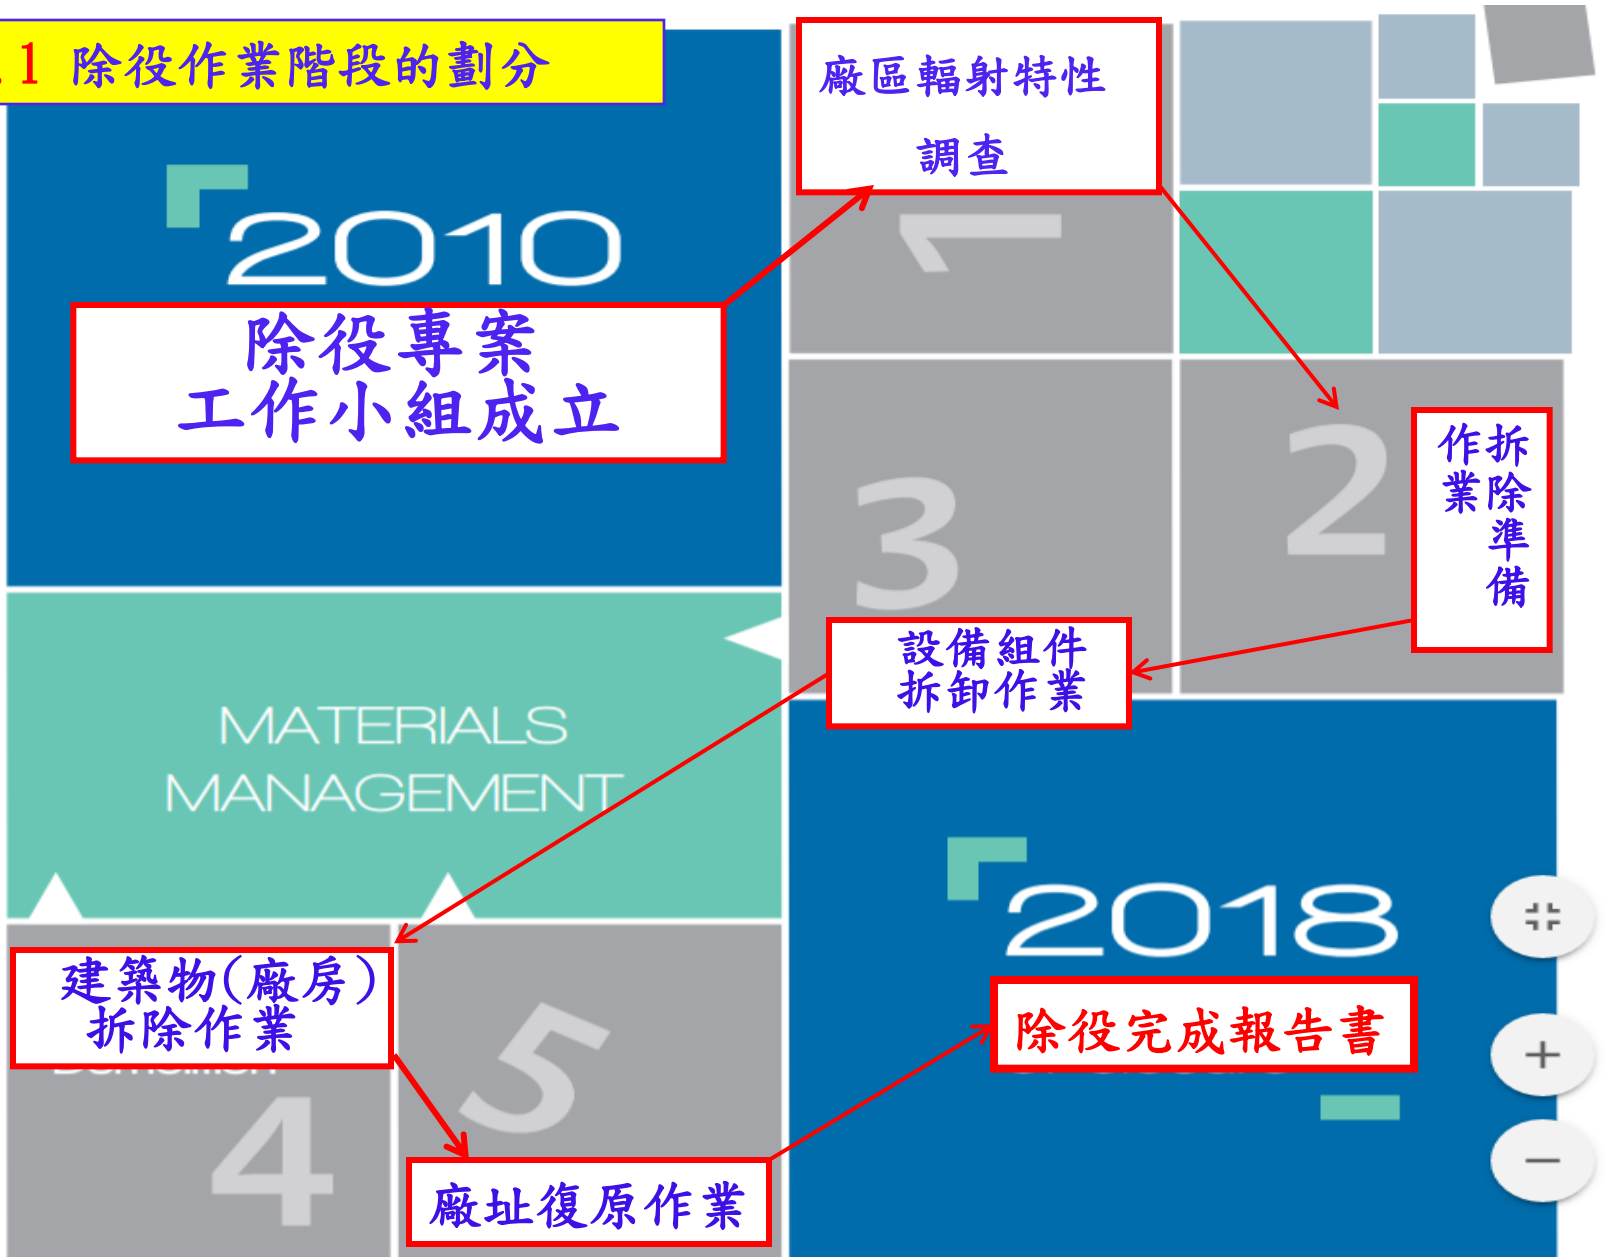 1 除役作業階段的劃分
2010
除役專案
工作小組成立
廠區輻射特性
調查
1
2
拆除準備
作業
3
設備組件
拆卸作業
MATERIALS
MANAGEMENT
建築物(廠房)
拆除作業
4
5
廠址復原作業
2018
除役完成報告書